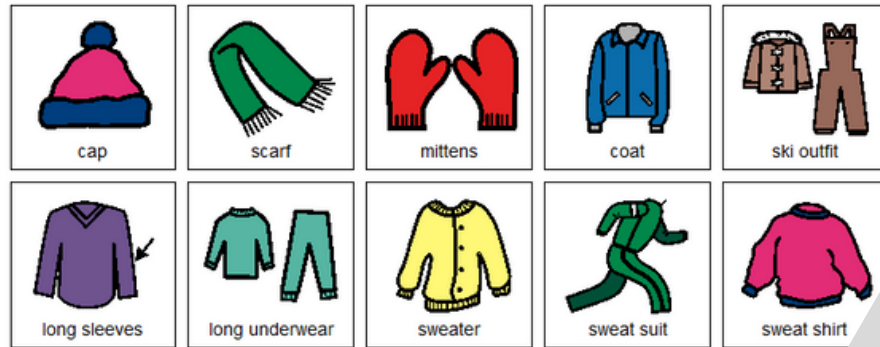 cap
scarf
mittens
coat
ski outfit
long sleeves
long underwear
sweater
sweat suit
sweat shirt